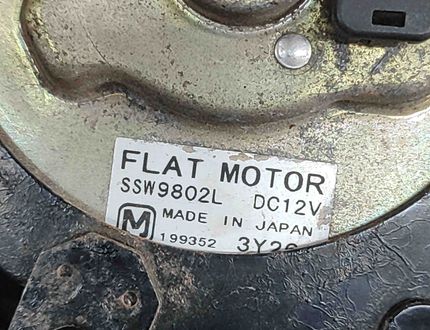 FLAT MOTOR
SSW9802L DC12V
M MADE IN JAPAN
199352